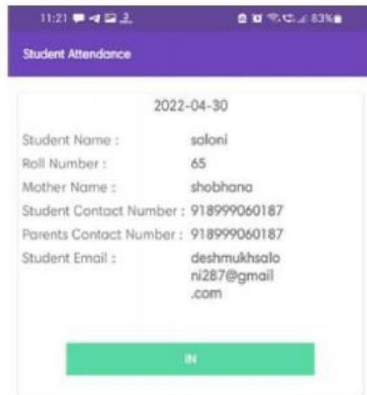 11:21 83%
Student Attendance
2022-04-30
Student Name : saloni
Roll Number : 65
Mother Name : shobhana
Student Contact Number : 918999060187
Parents Contact Number : 918999060187
Student Email : deshmukhsalo
ni287@gmail
.com
IN